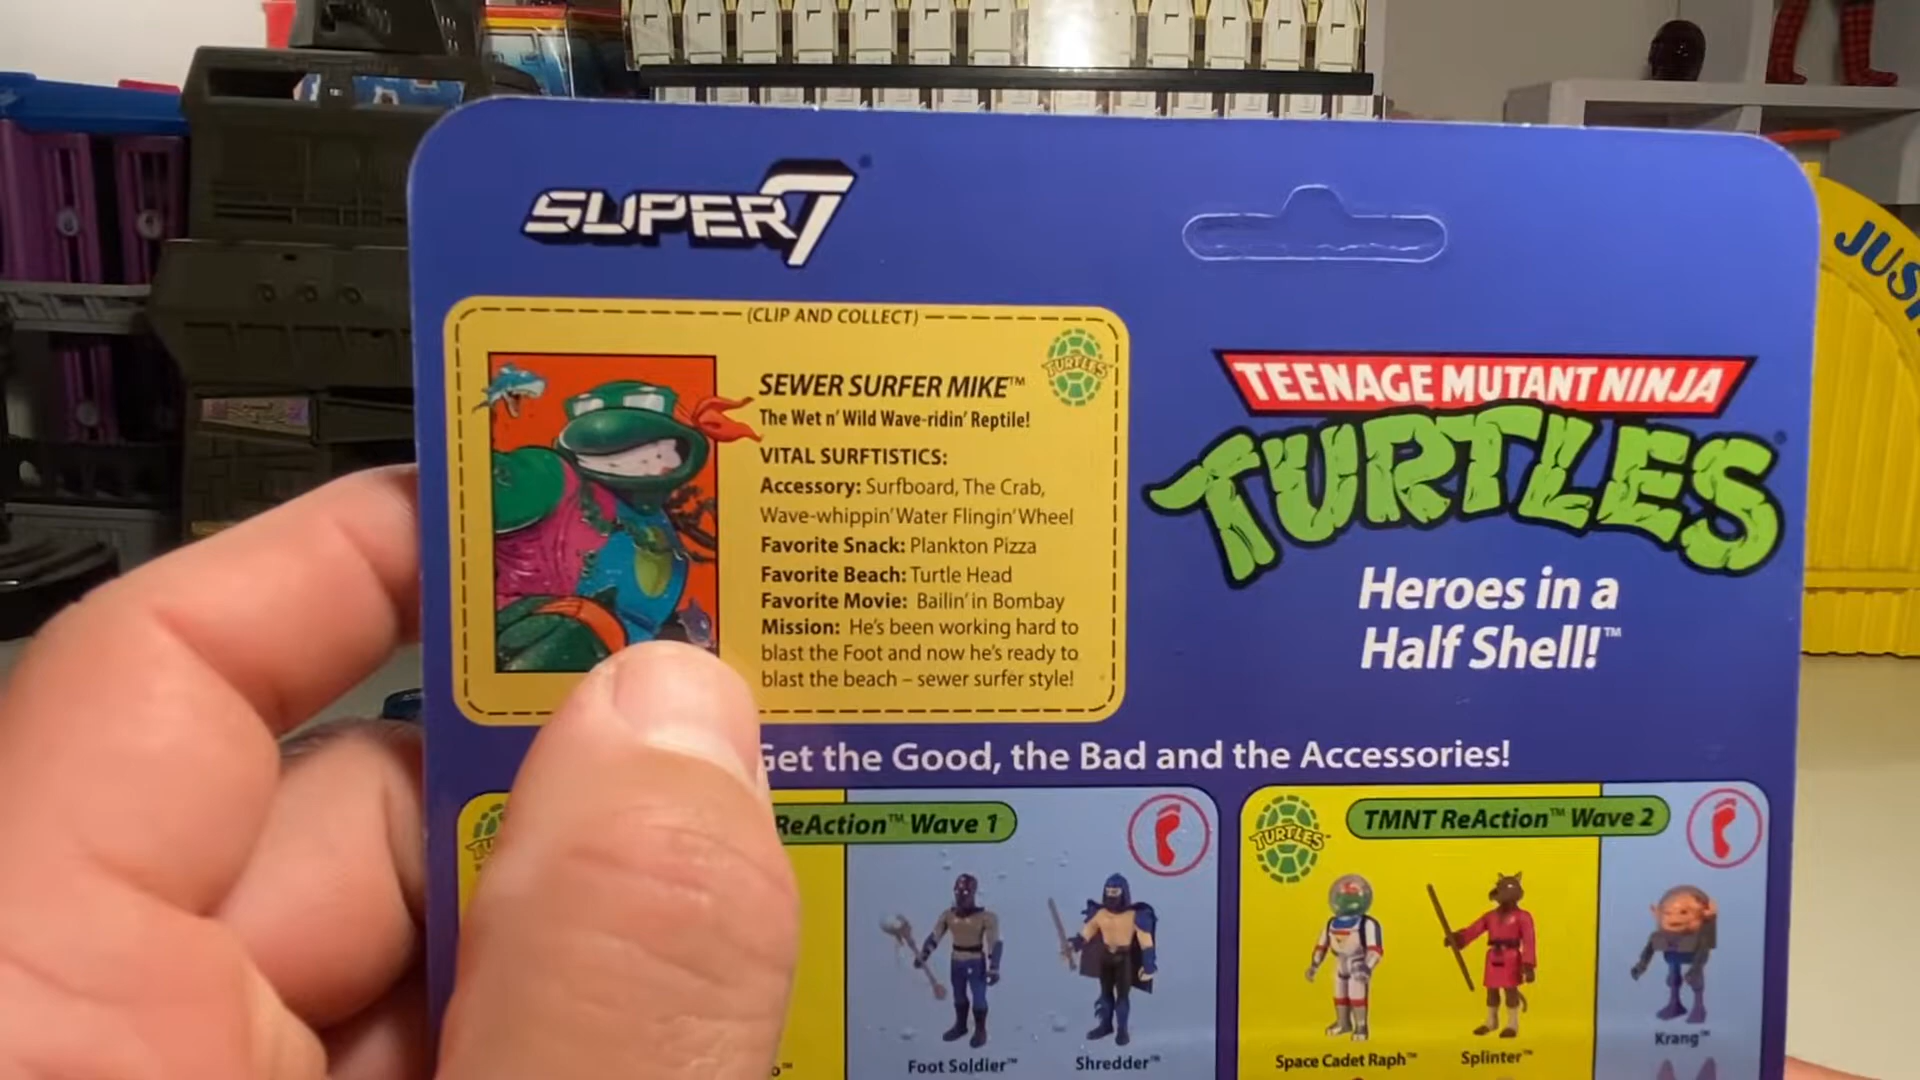 SUPER7
(CLIP AND COLLECT)
TURTLES
SEWER SURFER MIKE™
The Wet n' Wild Wave-ridin' Reptile!
VITAL SURFTISTICS:
Accessory: Surfboard, The Crab,
Wave-whippin' Water Flingin' Wheel
Favorite Snack: Plankton Pizza
Favorite Beach: Turtle Head
Favorite Movie: Bailin' in Bombay
Mission: He's been working hard to
blast the Foot and now he's ready to
blast the beach – sewer surfer style!
TEENAGE MUTANT NINJA
TURTLES
Heroes in a
Half Shell!™
Get the Good, the Bad and the Accessories!
ReAction™ Wave 1
Foot Soldier™
Shredder™
TURTLES
TMNT ReAction™ Wave 2
Space Cadet Raph™
Splinter™
Krang™